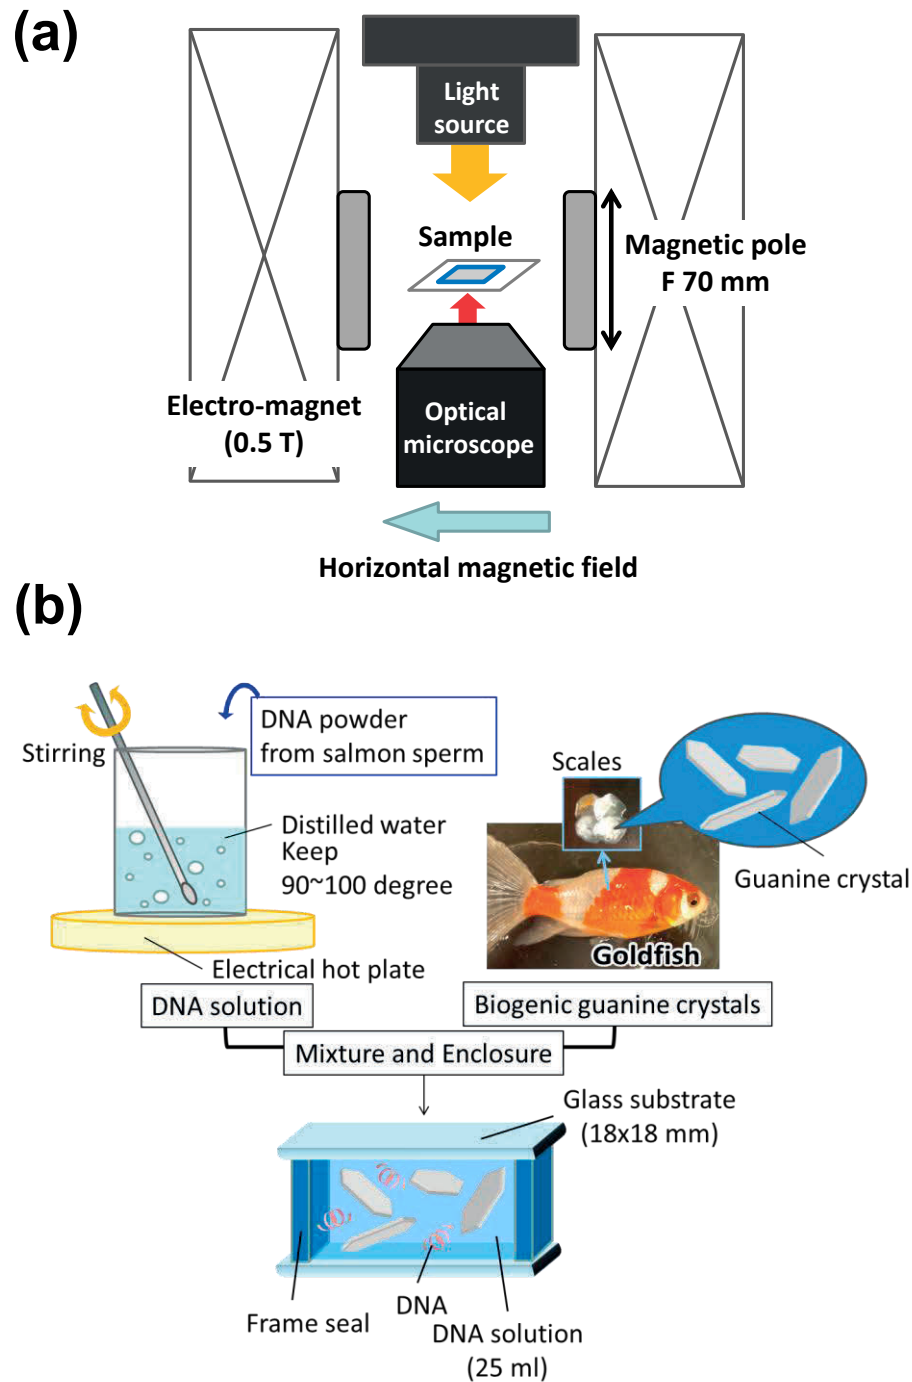 (a)
Light
source
Sample
Magnetic pole
F 70 mm
Electro-magnet
(0.5 T)
Optical
microscope
Horizontal magnetic field
(b)
Stirring
DNA powder
from salmon sperm
Distilled water
Keep
90~100 degree
Electrical hot plate
DNA solution
Scales
Guanine crystal
Goldfish
Biogenic guanine crystals
Mixture and Enclosure
Glass substrate
(18x18 mm)
Frame seal
DNA
DNA solution
(25 ml)